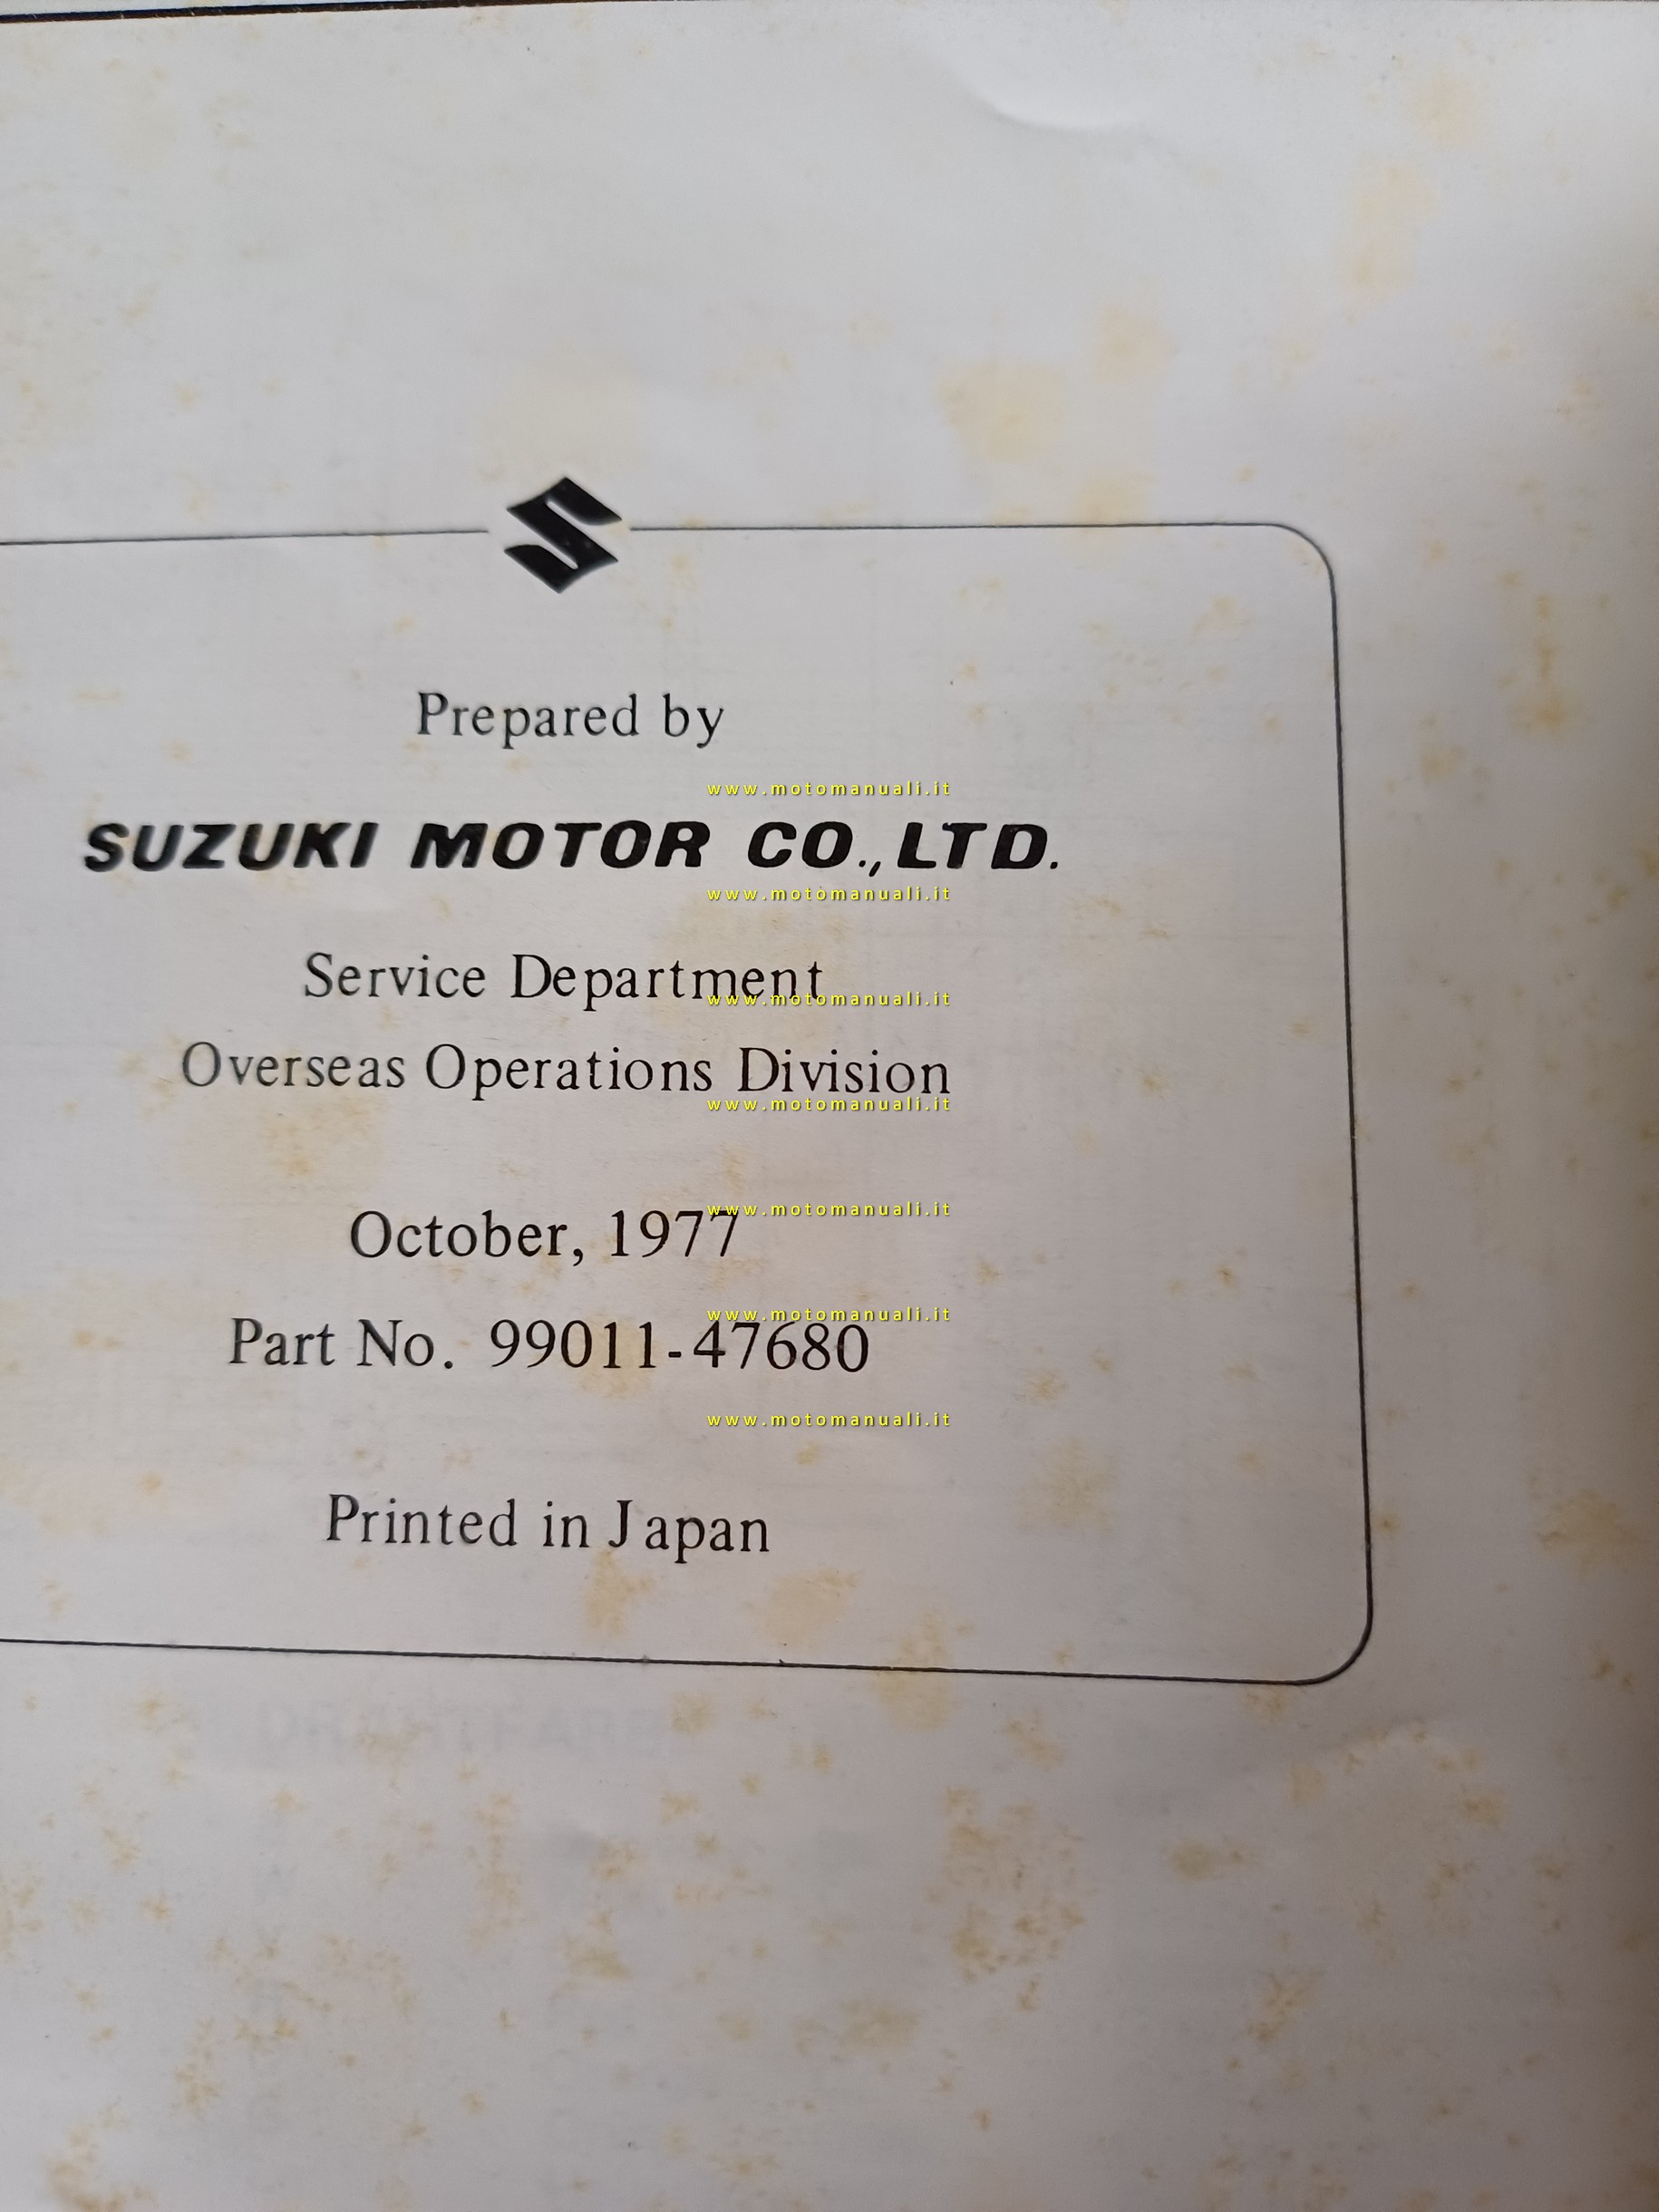 Prepared by
www.motomanuali.it
SUZUKI MOTOR CO., LTD.
www.motomanuali.it
Service Department
www.motomanuali.it
Overseas Operations Division
www.motomanuali.it
www.motomanuali.it
October, 1977
www.motomanuali.it
Part No. 99011-47680
www.motomanuali.it
Printed in Japan